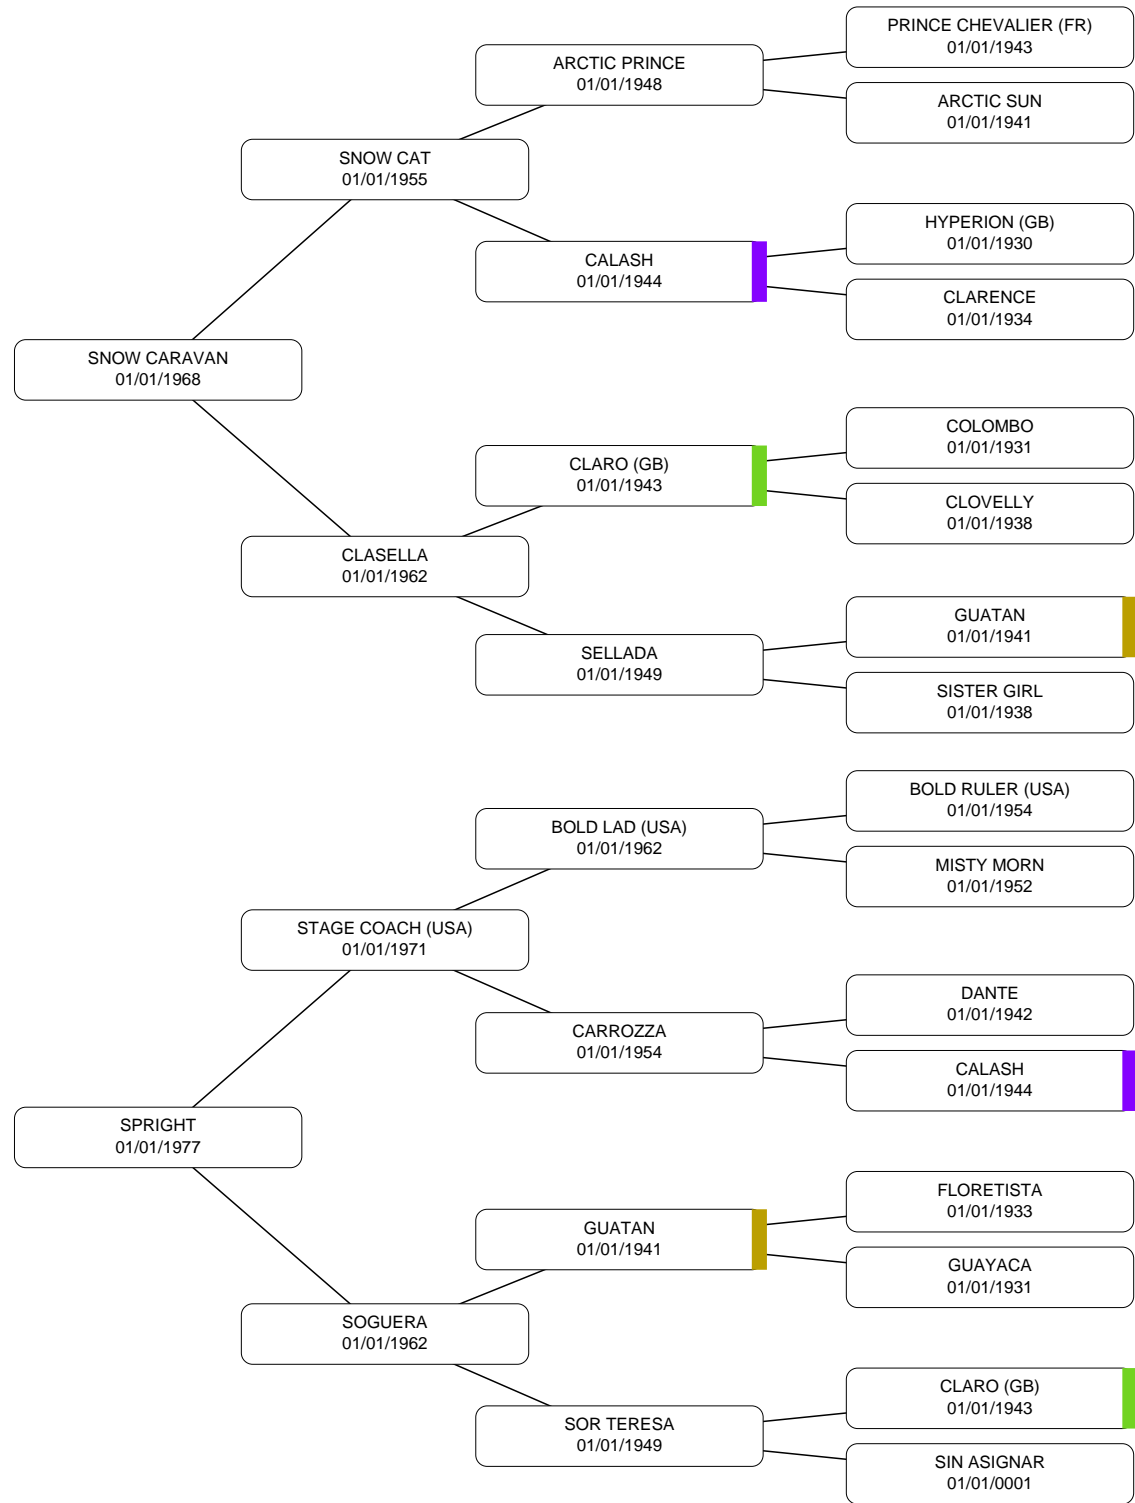 PRINCE CHEVALIER (FR)
01/01/1943
ARCTIC PRINCE
01/01/1948
ARCTIC SUN
01/01/1941
SNOW CAT
01/01/1955
HYPERION (GB)
01/01/1930
CALASH
01/01/1944
CLARENCE
01/01/1934
SNOW CARAVAN
01/01/1968
COLOMBO
01/01/1931
CLARO (GB)
01/01/1943
CLOVELLY
01/01/1938
CLASELLA
01/01/1962
GUATAN
01/01/1941
SELLADA
01/01/1949
SISTER GIRL
01/01/1938
BOLD RULER (USA)
01/01/1954
BOLD LAD (USA)
01/01/1962
MISTY MORN
01/01/1952
STAGE COACH (USA)
01/01/1971
DANTE
01/01/1942
CARROZZA
01/01/1954
CALASH
01/01/1944
SPRIGHT
01/01/1977
FLORETISTA
01/01/1933
GUATAN
01/01/1941
GUAYACA
01/01/1931
SOGUERA
01/01/1962
CLARO (GB)
01/01/1943
SOR TERESA
01/01/1949
SIN ASIGNAR
01/01/0001